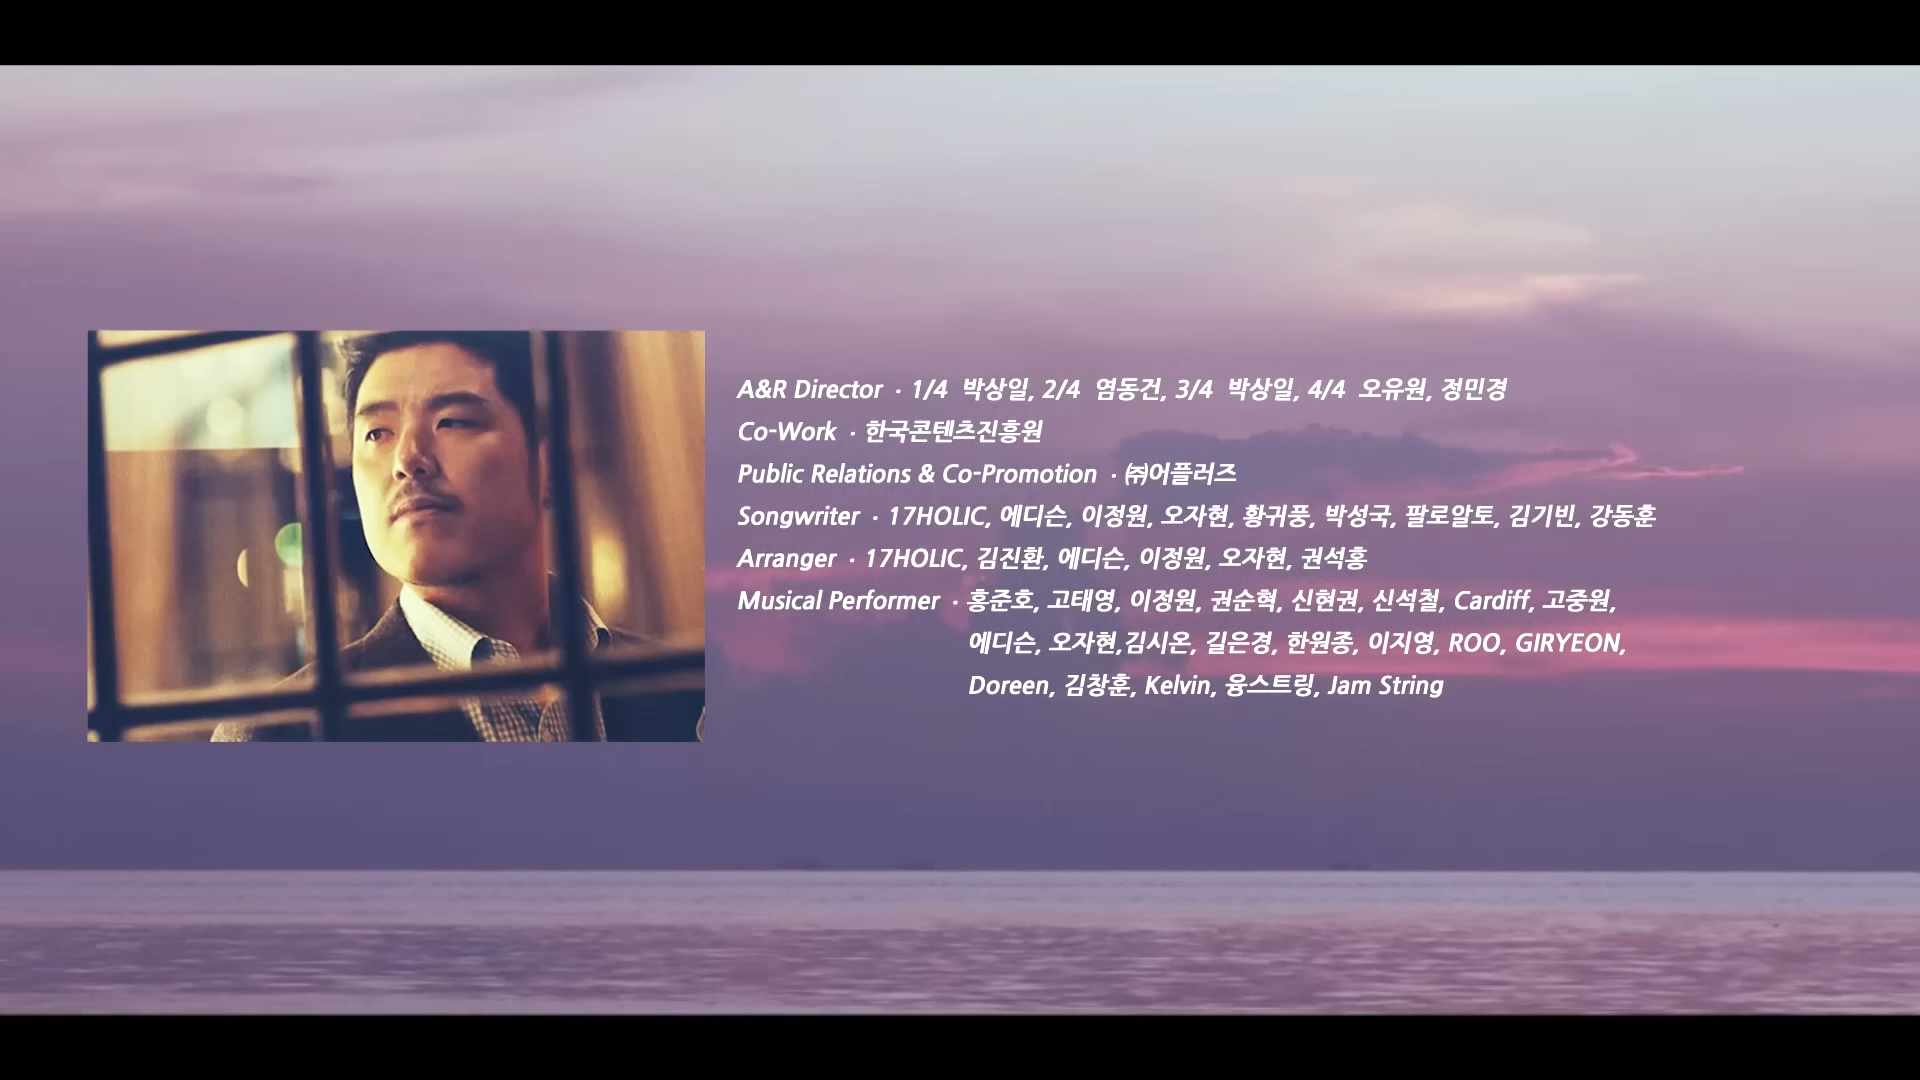 A&R Director · 1/4 박상일, 2/4 염동건, 3/4 박상일, 4/4 오유원, 정민경
Co-Work · 한국콘텐츠진흥원
Public Relations & Co-Promotion · ㈜어플러즈
Songwriter · 17HOLIC, 에디슨, 이정원, 오자현, 황귀풍, 박성국, 팔로알토, 김기빈, 강동훈
Arranger · 17HOLIC, 김진환, 에디슨, 이정원, 오자현, 권석홍
Musical Performer · 홍준호, 고태영, 이정원, 권순혁, 신현권, 신석철, Cardiff, 고중원,
에디슨, 오자현,김시온, 길은경, 한원종, 이지영, ROO, GIRYEON,
Doreen, 김창훈, Kelvin, 융스트링, Jam String